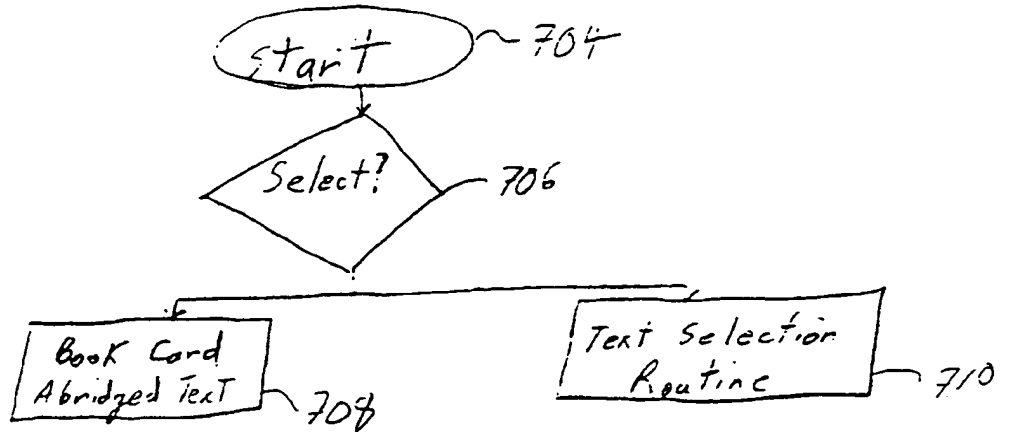 Start
704
Select?
706
Book Card
Abridged Text
708
Text Selection
Routine
710